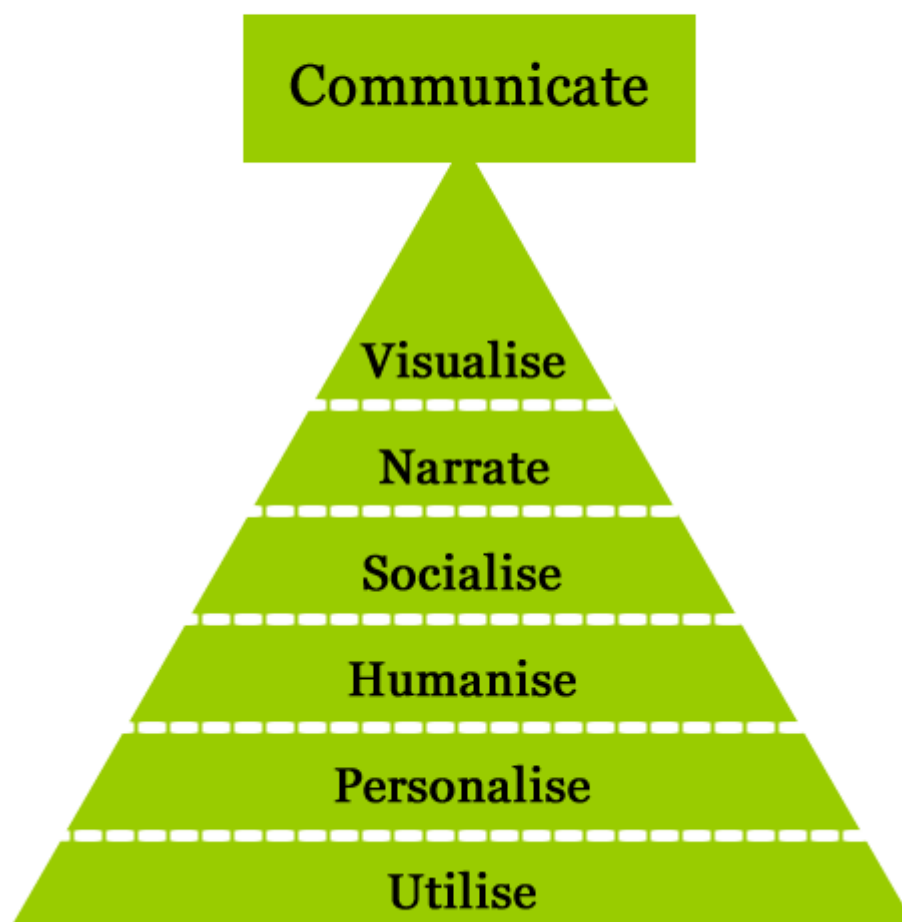 Communicate
Visualise
Narrate
Socialise
Humanise
Personalise
Utilise